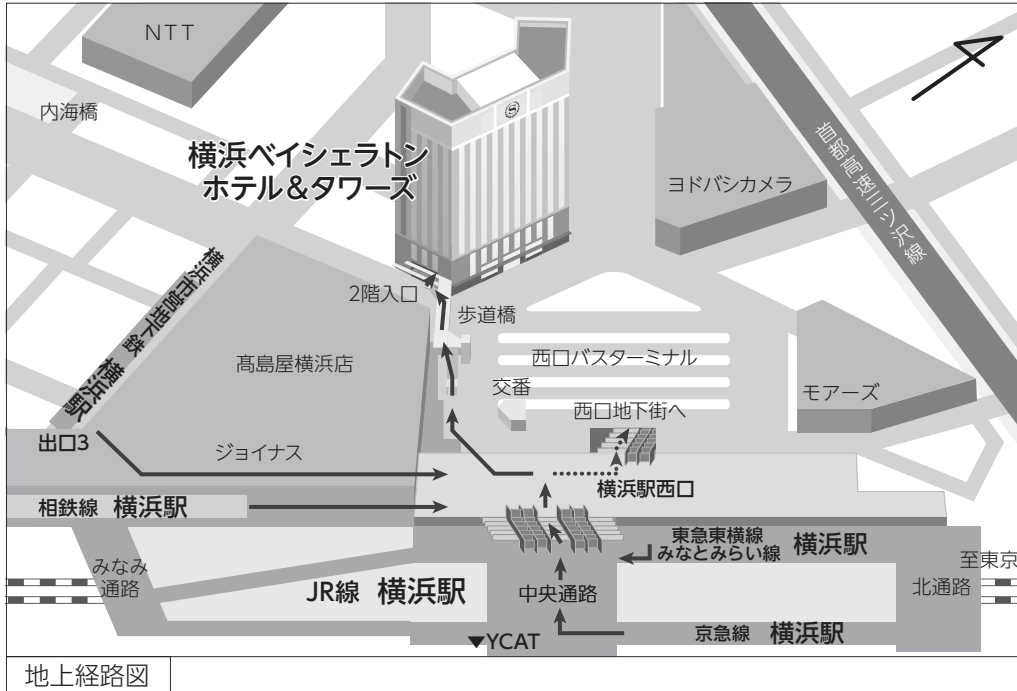 NTT
内海橋
横浜ベイシェラトン
ホテル&タワーズ
ヨドバシカメラ
首都高速三ツ沢線
横浜市営地下鉄 横浜駅
2階入口
歩道橋
髙島屋横浜店
西口バスターミナル
交番
モアーズ
西口地下街へ
出口3
ジョイナス
横浜駅西口
相鉄線 横浜駅
東急東横線
みなとみらい線 横浜駅
みなみ
通路
至東京
JR線 横浜駅
中央通路
北通路
▼YCAT
京急線 横浜駅
地上経路図